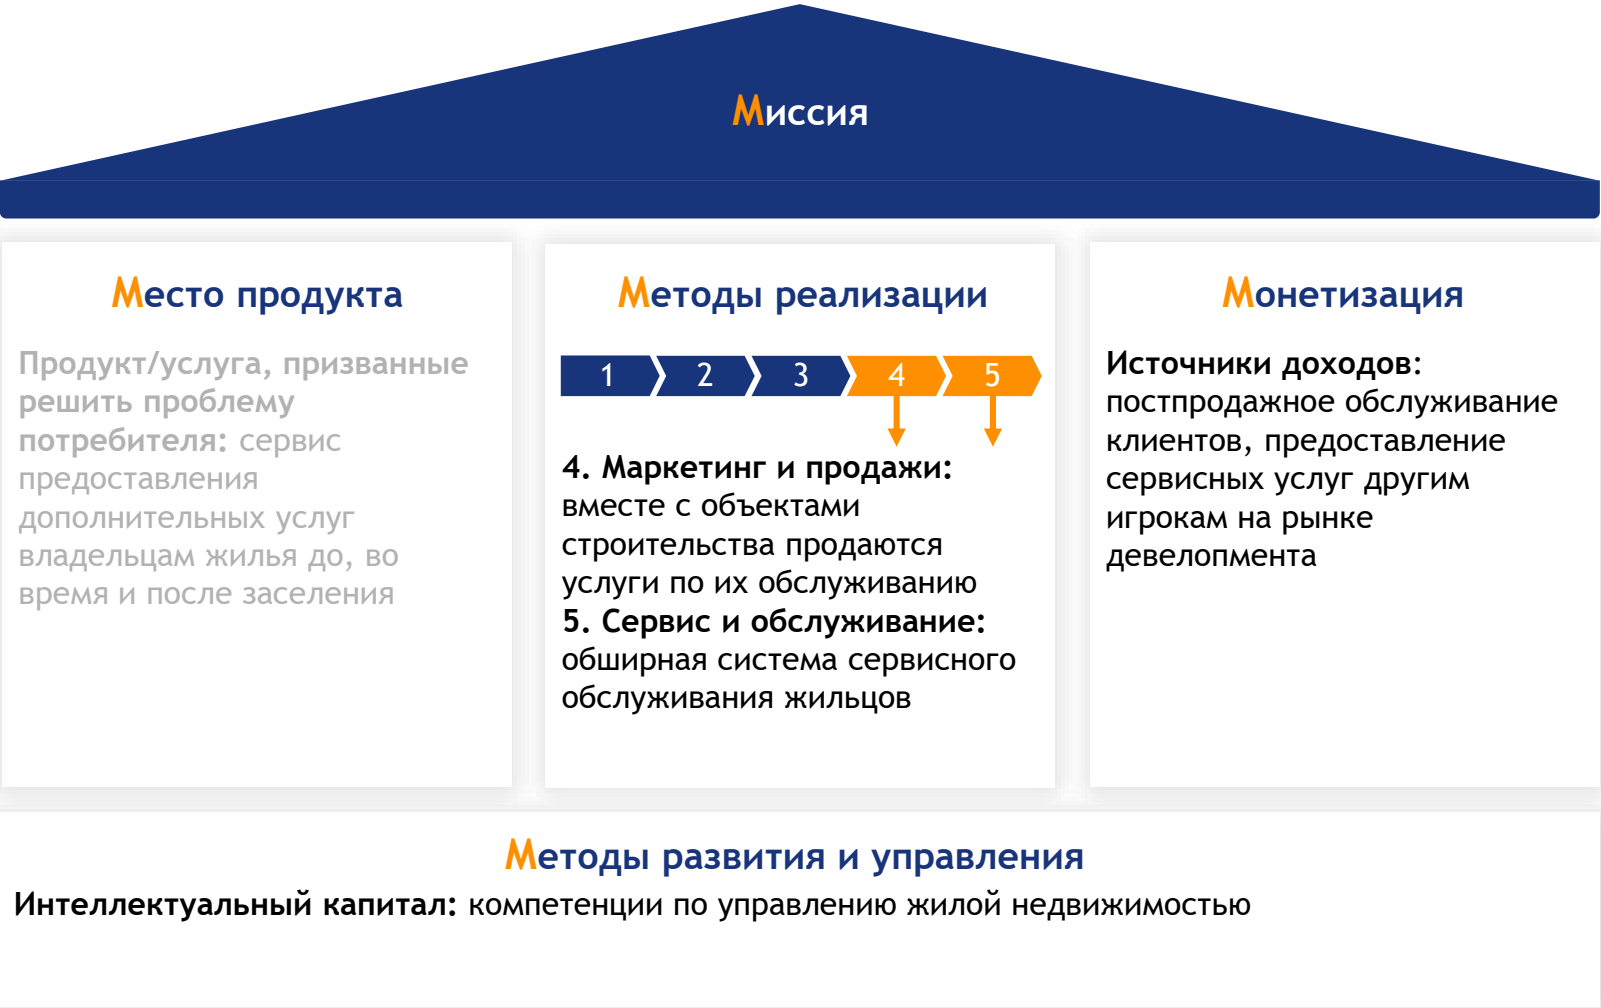 Миссия
Место продукта
Продукт/услуга, призванные
решить проблему
потребителя: сервис
предоставления
дополнительных услуг
владельцам жилья до, во
время и после заселения
Методы реализации
1 2 3 4 5
4. Маркетинг и продажи:
вместе с объектами
строительства продаются
услуги по их обслуживанию
5. Сервис и обслуживание:
обширная система сервисного
обслуживания жильцов
Монетизация
Источники доходов:
постпродажное обслуживание
клиентов, предоставление
сервисных услуг другим
игрокам на рынке
девелопмента
Методы развития и управления
Интеллектуальный капитал: компетенции по управлению жилой недвижимостью